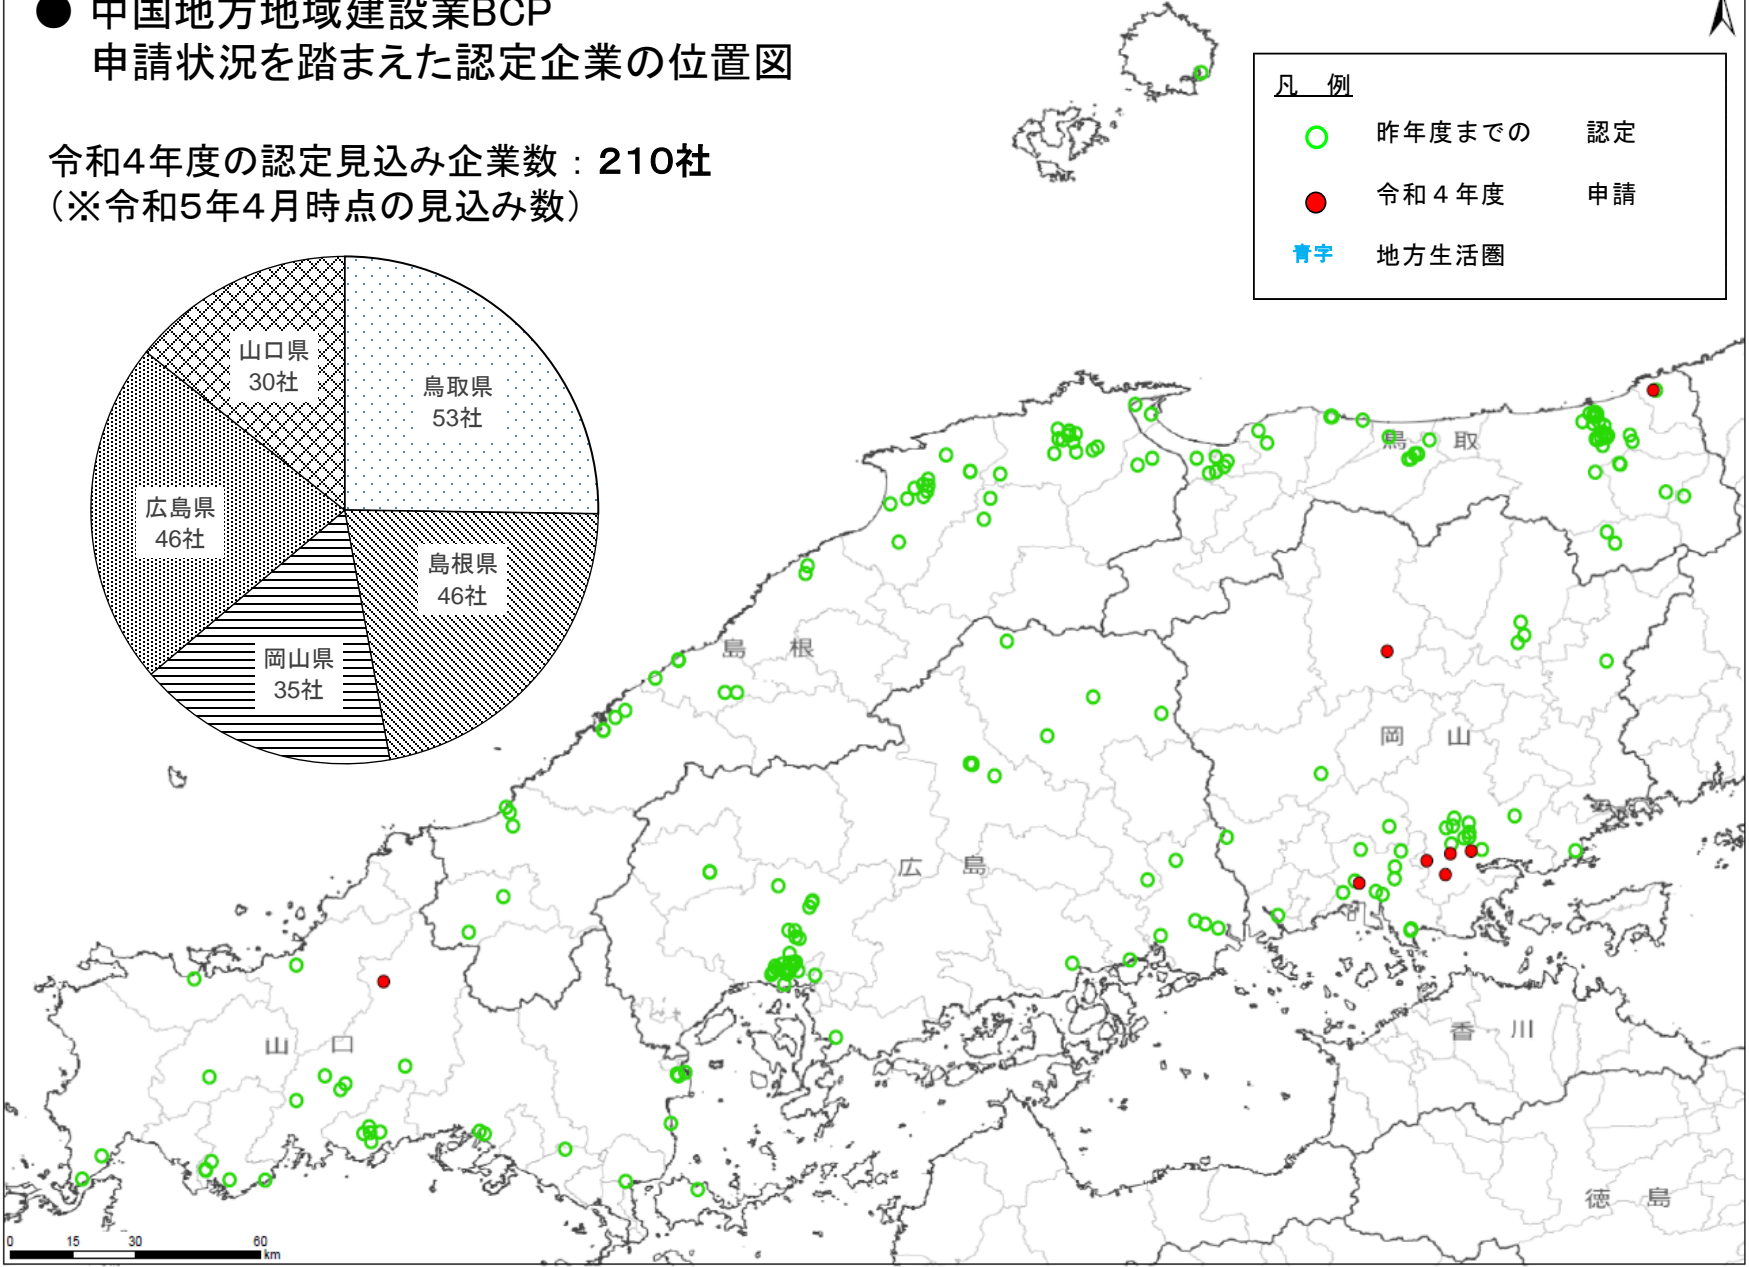 ● 中国地方地域建設業BCP
申請状況を踏まえた認定企業の位置図
令和4年度の認定見込み企業数：210社
（※令和5年4月時点の見込み数）
凡 例
昨年度までの 認定
令和4年度 申請
青字 地方生活圏
山口県
30社
鳥取県
53社
広島県
46社
島根県
46社
岡山県
35社
鳥 取
島 根
岡 山
広 島
山 口
香 川
徳 島
0 15 30 60
km